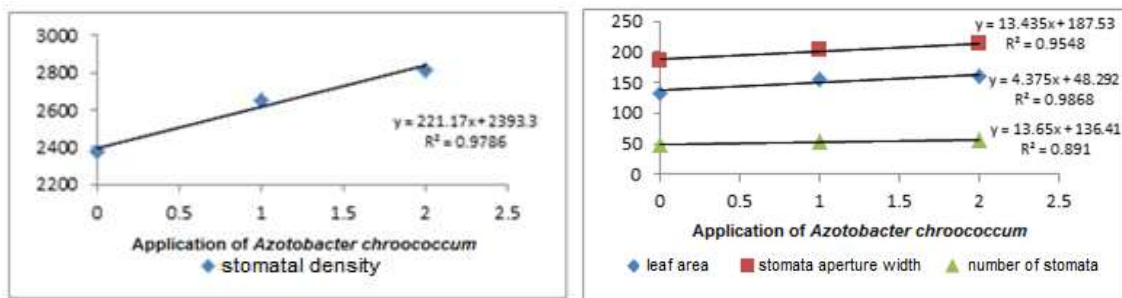 3000
2800
2600
2400
2200
y = 221.17x + 2393.3
R² = 0.9786
0 0.5 1 1.5 2 2.5
Application of Azotobacter chroococcum
stomatal density
250
200
150
100
50
0
y = 13.435x + 187.53
R² = 0.9548
y = 4.375x + 48.292
R² = 0.9868
y = 13.65x + 136.41
R² = 0.891
0 0.5 1 1.5 2 2.5
Application of Azotobacter chroococcum
leaf area stomata aperture width number of stomata